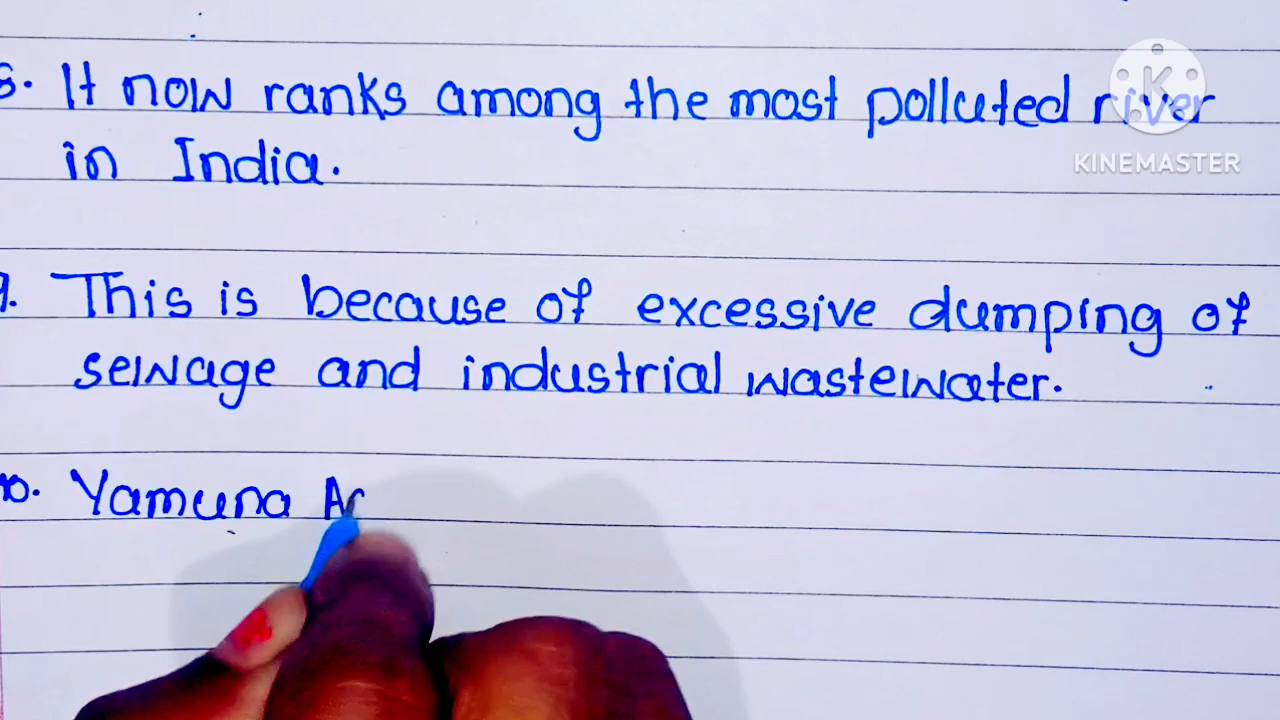 8. It now ranks among the most polluted river
in India.
9. This is because of excessive dumping of
sewage and industrial wastewater.
10. Yamuna Ac
K
KINEMASTER